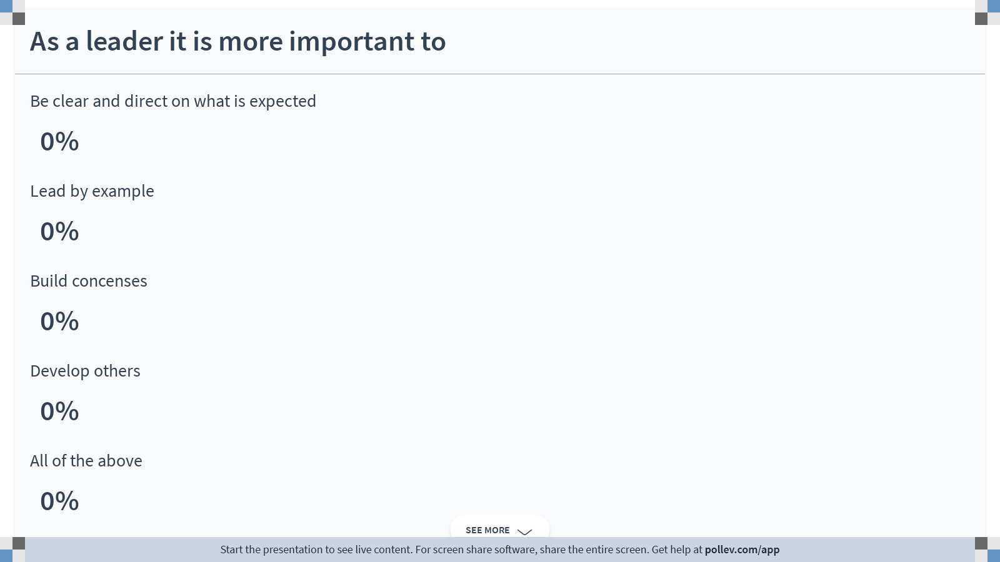 As a leader it is more important to
Be clear and direct on what is expected
0%
Lead by example
0%
Build concenses
0%
Develop others
0%
All of the above
0%
SEE MORE
Start the presentation to see live content. For screen share software, share the entire screen. Get help at pollev.com/app